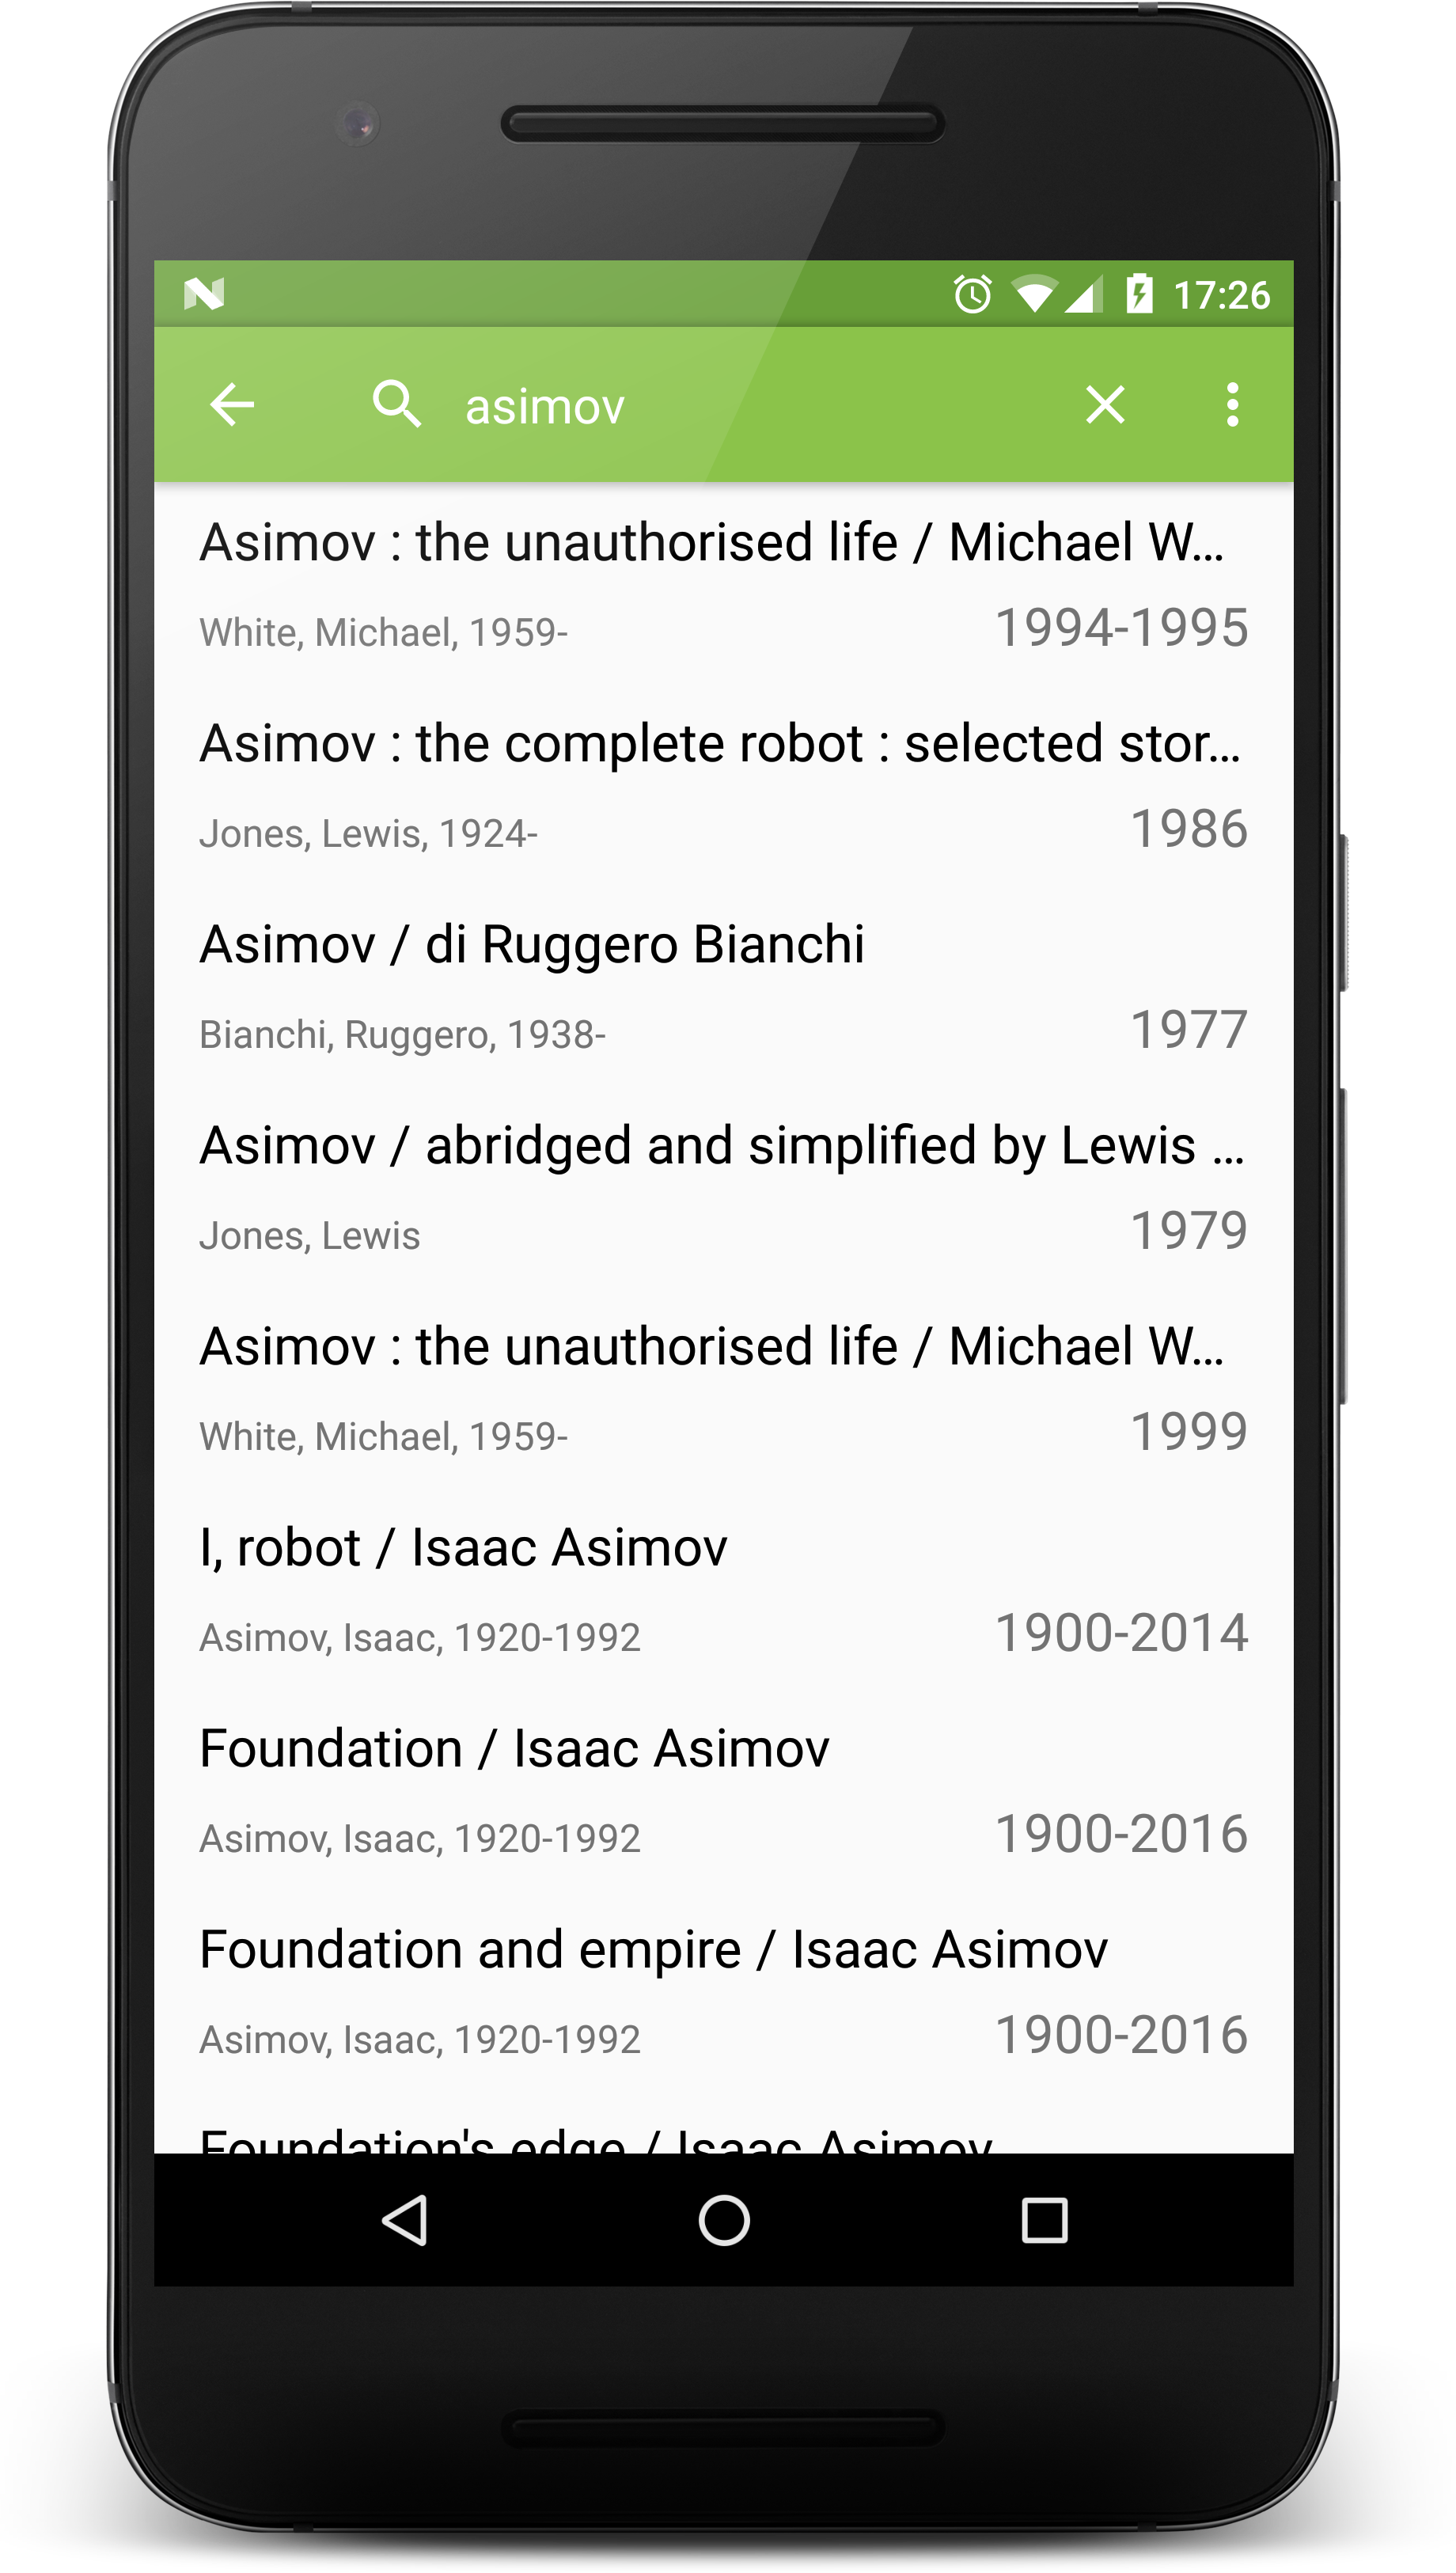 17:26
asimov
Asimov : the unauthorised life / Michael W...
White, Michael, 1959-
1994-1995
Asimov : the complete robot : selected stor...
Jones, Lewis, 1924-
1986
Asimov / di Ruggero Bianchi
Bianchi, Ruggero, 1938-
1977
Asimov / abridged and simplified by Lewis ...
Jones, Lewis
1979
Asimov : the unauthorised life / Michael W...
White, Michael, 1959-
1999
I, robot / Isaac Asimov
Asimov, Isaac, 1920-1992
1900-2014
Foundation / Isaac Asimov
Asimov, Isaac, 1920-1992
1900-2016
Foundation and empire / Isaac Asimov
Asimov, Isaac, 1920-1992
1900-2016
Foundation's edge / Isaac Asimov